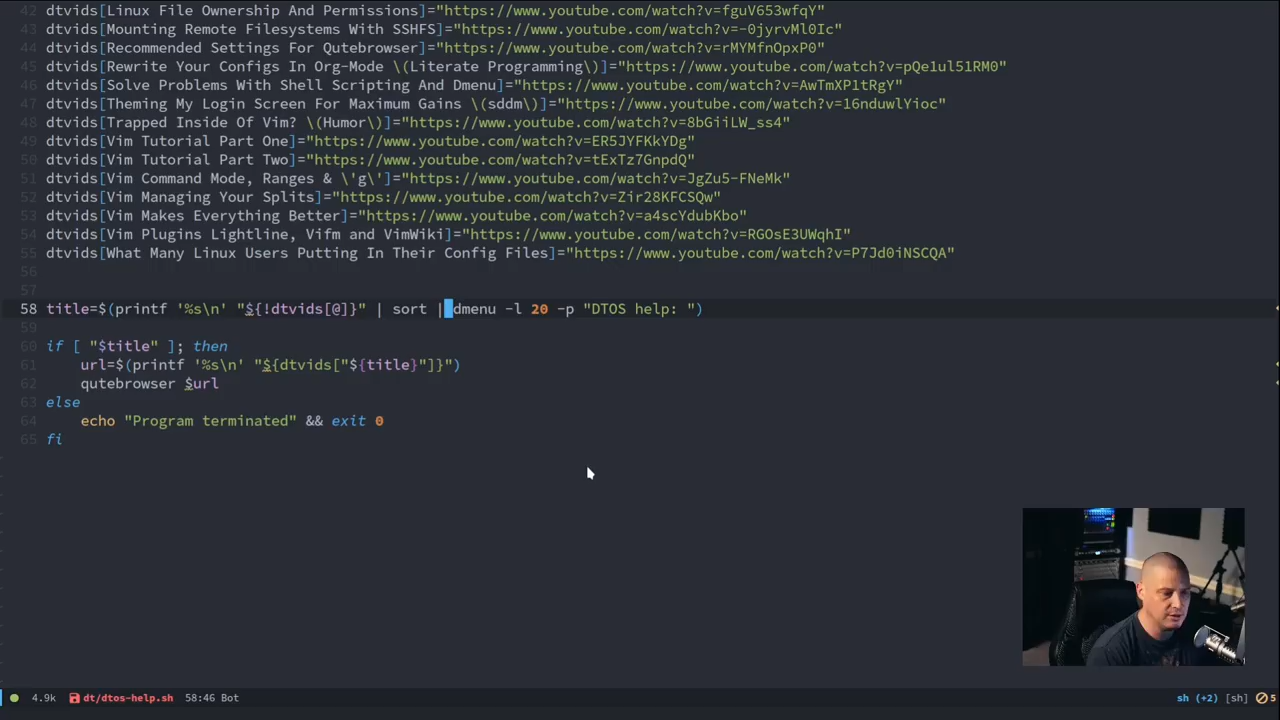 42 dtvids[Linux File Ownership And Permissions]="https://www.youtube.com/watch?v=fguV653wfqY"
43 dtvids[Mounting Remote Filesystems With SSHFS]="https://www.youtube.com/watch?v=-0jyrvMl0Ic"
44 dtvids[Recommended Settings For Qutebrowser]="https://www.youtube.com/watch?v=rMYMfnOpxP0"
45 dtvids[Rewrite Your Configs In Org-Mode \(Literate Programming\)]="https://www.youtube.com/watch?v=pQe1ul51RM0"
46 dtvids[Solve Problems With Shell Scripting And Dmenu]="https://www.youtube.com/watch?v=AwTmXP1tRgY"
47 dtvids[Theming My Login Screen For Maximum Gains \(sddm\)]="https://www.youtube.com/watch?v=16nduwlYioc"
48 dtvids[Trapped Inside Of Vim? \(Humor\)]="https://www.youtube.com/watch?v=8bGiiLW_ss4"
49 dtvids[Vim Tutorial Part One]="https://www.youtube.com/watch?v=ER5JYFKkYDg"
50 dtvids[Vim Tutorial Part Two]="https://www.youtube.com/watch?v=tExTz7GnpdQ"
51 dtvids[Vim Command Mode, Ranges & \'g\']="https://www.youtube.com/watch?v=JgZu5-FNeMk"
52 dtvids[Vim Managing Your Splits]="https://www.youtube.com/watch?v=Zir28KFCSQw"
53 dtvids[Vim Makes Everything Better]="https://www.youtube.com/watch?v=a4scYdubKbo"
54 dtvids[Vim Plugins Lightline, Vifm and VimWiki]="https://www.youtube.com/watch?v=RGOsE3UWqhI"
55 dtvids[What Many Linux Users Putting In Their Config Files]="https://www.youtube.com/watch?v=P7Jd0iNSCQA"
56
57
58 title=$(printf '%s\n' "${!dtvids[@]}" | sort | dmenu -l 20 -p "DTOS help: ")
59
60 if [ "$title" ]; then
61 url=$(printf '%s\n' "${dtvids["${title}"]}")
62 qutebrowser $url
63 else
64 echo "Program terminated" && exit 0
65 fi
4.9k dt/dtos-help.sh 58:46 Bot sh (+2) [sh] 5